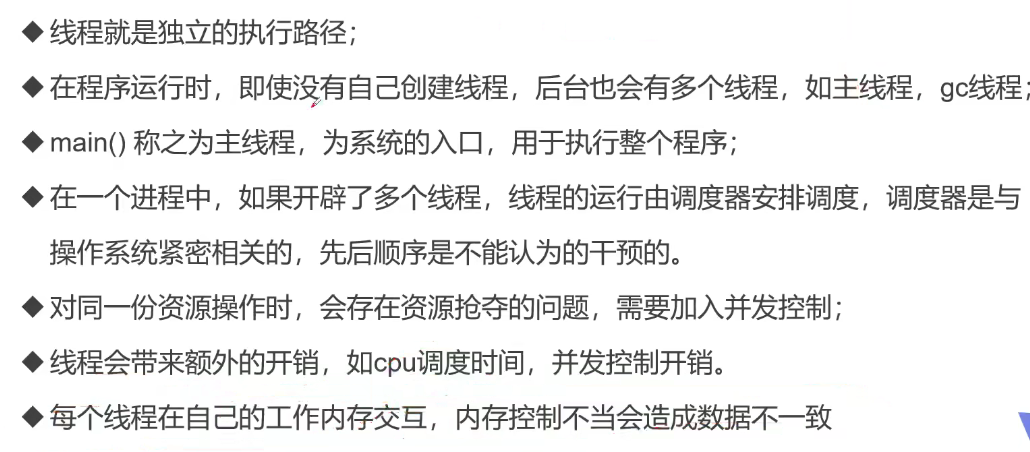 ◆ 线程就是独立的执行路径；
◆ 在程序运行时，即使没有自己创建线程，后台也会有多个线程，如主线程，gc线程；
◆ main() 称之为主线程，为系统的入口，用于执行整个程序；
◆ 在一个进程中，如果开辟了多个线程，线程的运行由调度器安排调度，调度器是与
操作系统紧密相关的，先后顺序是不能认为的干预的。
◆ 对同一份资源操作时，会存在资源抢夺的问题，需要加入并发控制；
◆ 线程会带来额外的开销，如cpu调度时间，并发控制开销。
◆ 每个线程在自己的工作内存交互，内存控制不当会造成数据不一致